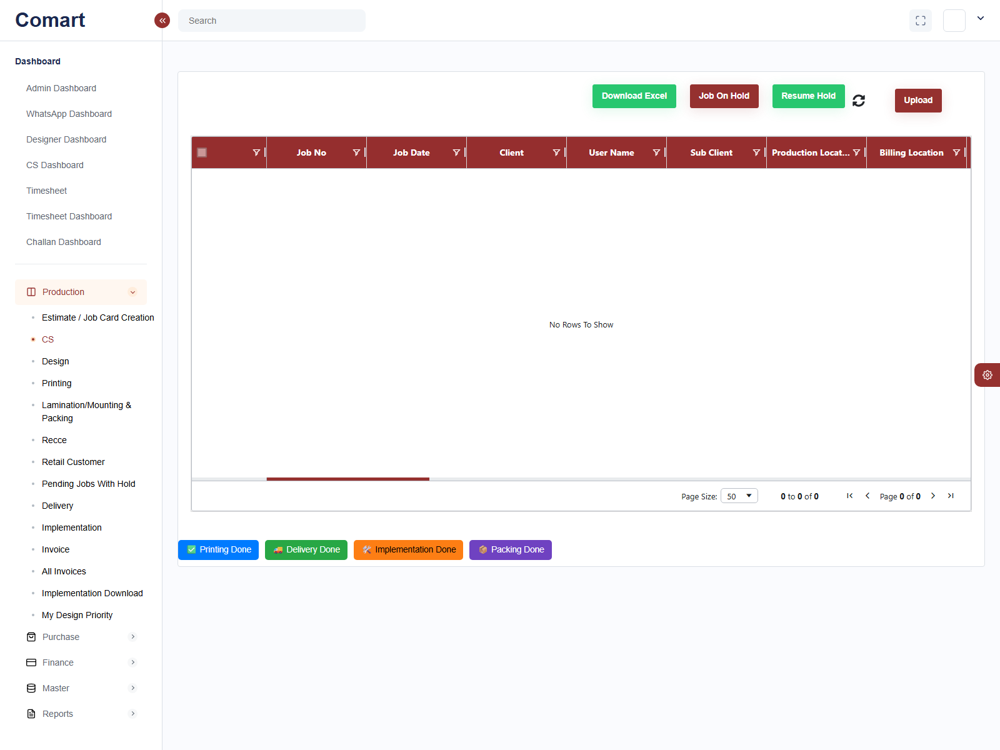 Comart
Search
Dashboard
Admin Dashboard
WhatsApp Dashboard
Designer Dashboard
CS Dashboard
Timesheet
Timesheet Dashboard
Challan Dashboard
Production
Estimate / Job Card Creation
CS
Design
Printing
Lamination/Mounting &
Packing
Recce
Retail Customer
Pending Jobs With Hold
Delivery
Implementation
Invoice
All Invoices
Implementation Download
My Design Priority
Purchase
Finance
Master
Reports
Download Excel
Job On Hold
Resume Hold
Upload
Job No
Job Date
Client
User Name
Sub Client
Production Locat...
Billing Location
No Rows To Show
Page Size: 50
0 to 0 of 0
Page 0 of 0
Printing Done
Delivery Done
Implementation Done
Packing Done